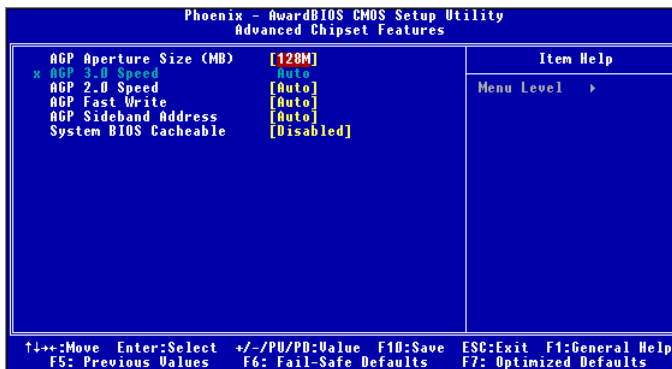 Phoenix - AwardBIOS CMOS Setup Utility
Advanced Chipset Features
AGP Aperture Size (MB) [128M]
x AGP 3.0 Speed Auto
AGP 2.0 Speed [Auto]
AGP Fast Write [Auto]
AGP Sideband Address [Auto]
System BIOS Cacheable [Disabled]
Item Help
Menu Level ▸
↑↓→←:Move Enter:Select +/-/PU/PD:Value F10:Save ESC:Exit F1:General Help
F5: Previous Values F6: Fail-Safe Defaults F7: Optimized Defaults